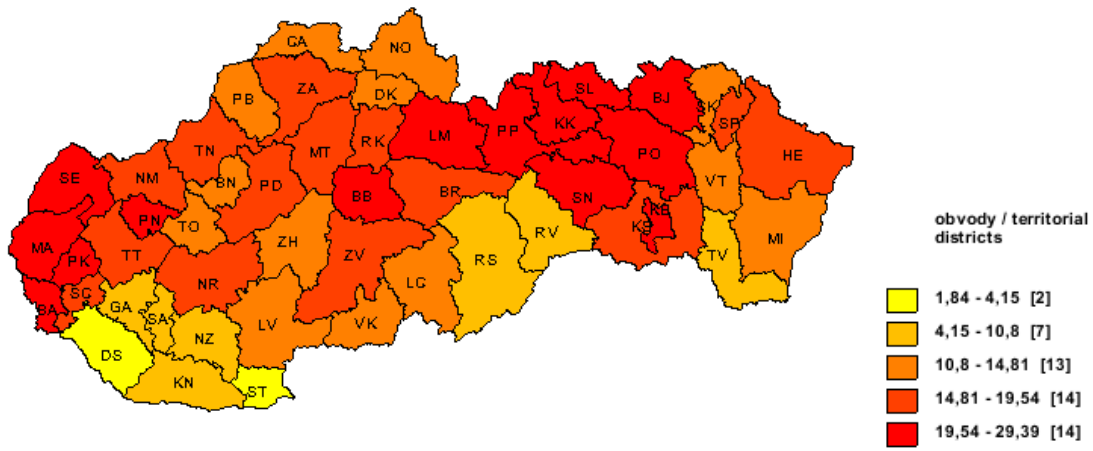 CA
NO
PB
ZA
DK
SL
BJ
SK
SP
PP
KK
LM
RK
MT
TN
PO
HE
SE
NM
BN
PD
BB
BR
SN
VT
PN
TO
KE
KS
MA
PK
TT
ZH
ZV
RS
RV
MI
TV
SC
NR
LC
BA
GA
SA
NZ
LV
VK
DS
KN
ST
obvody / territorial
districts
1,84 - 4,15 [2]
4,15 - 10,8 [7]
10,8 - 14,81 [13]
14,81 - 19,54 [14]
19,54 - 29,39 [14]